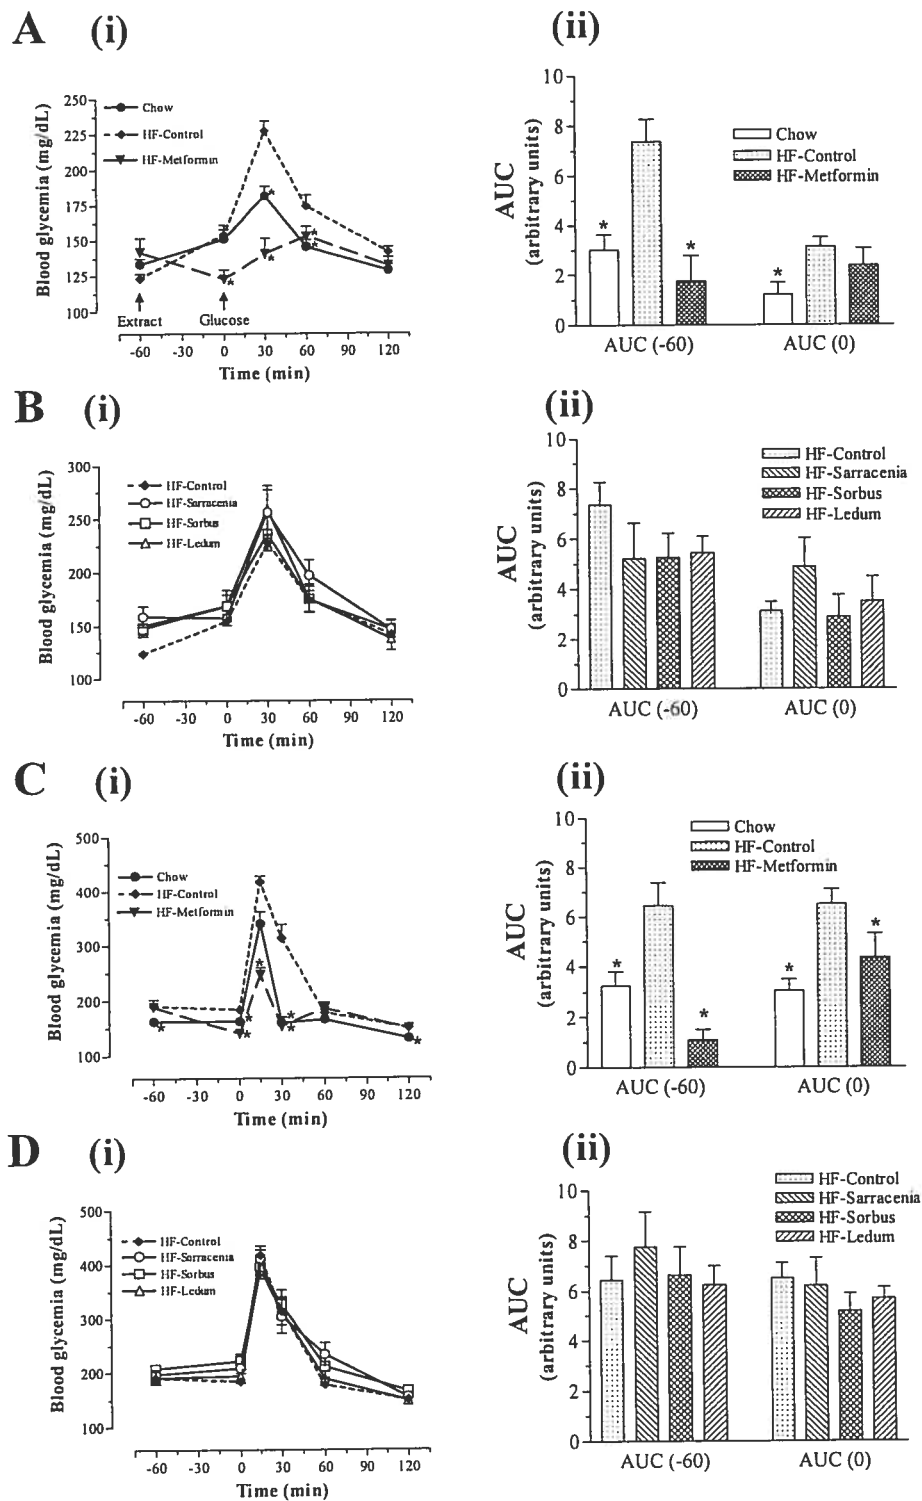 A (i) (ii)
Blood glycemia (mg/dL)
250
225
200
175
150
125
100
Chow
HF-Control
HF-Metformin
*
*
*
*
*
Extract Glucose
-60 -30 0 30 60 90 120
Time (min)
AUC
(arbitrary units)
10
8
6
4
2
0
Chow
HF-Control
HF-Metformin
* * *
AUC (-60) AUC (0)
B (i) (ii)
Blood glycemia (mg/dL)
300
250
200
150
100
HF-Control
HF-Sarracenia
HF-Sorbus
HF-Ledum
-60 -30 0 30 60 90 120
Time (min)
AUC
(arbitrary units)
10
8
6
4
2
0
HF-Control
HF-Sarracenia
HF-Sorbus
HF-Ledum
AUC (-60) AUC (0)
C (i) (ii)
Blood glycemia (mg/dL)
500
400
300
200
100
Chow
HF-Control
HF-Metformin
*
*
*
*
*
*
*
-60 -30 0 30 60 90 120
Time (min)
AUC
(arbitrary units)
10
8
6
4
2
0
Chow
HF-Control
HF-Metformin
* * * *
AUC (-60) AUC (0)
D (i) (ii)
Blood glycemia (mg/dL)
500
400
300
200
100
HF-Control
HF-Sarracenia
HF-Sorbus
HF-Ledum
-60 -30 0 30 60 90 120
Time (min)
AUC
(arbitrary units)
10
8
6
4
2
0
HF-Control
HF-Sarracenia
HF-Sorbus
HF-Ledum
AUC (-60) AUC (0)